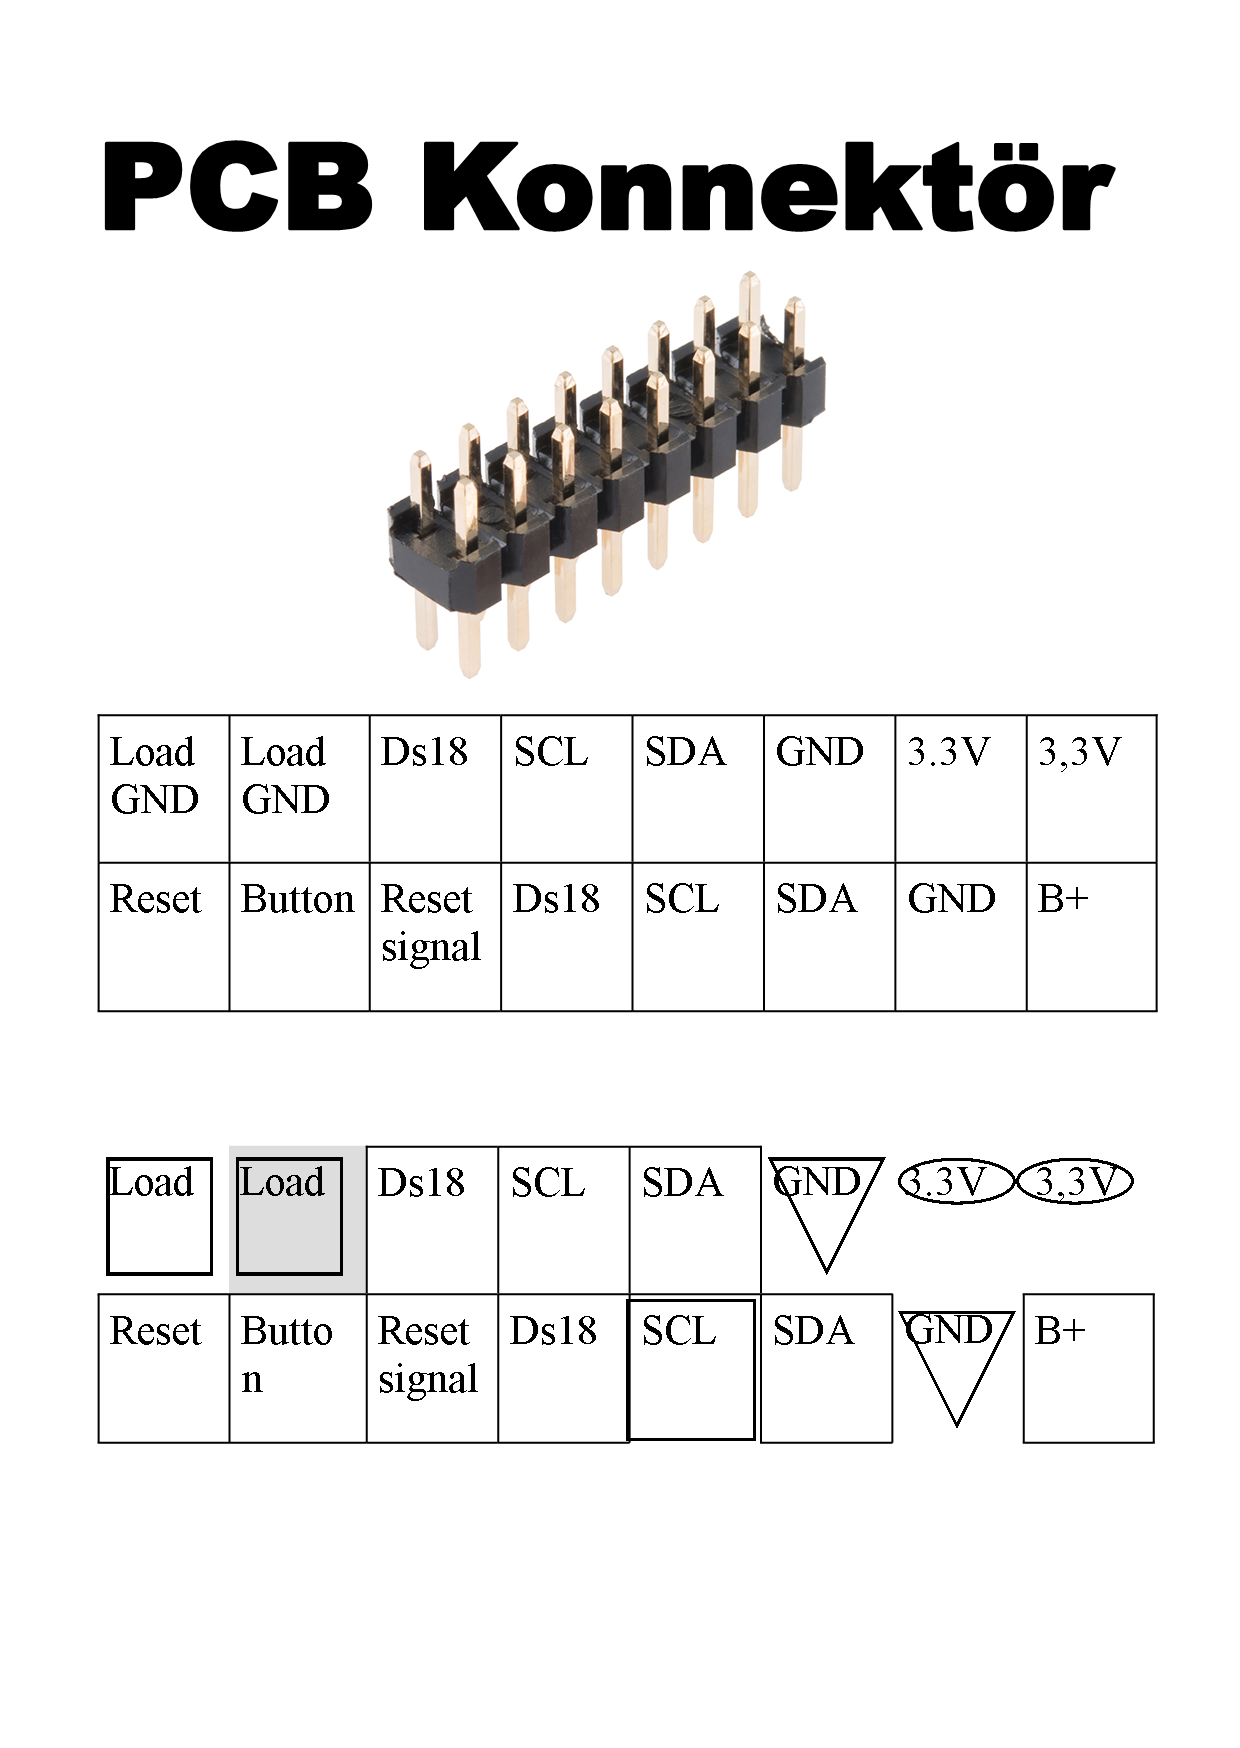 PCB Konnektör
Load Load Ds18 SCL SDA GND 3.3V 3,3V
GND GND
Reset Button Reset Ds18 SCL SDA GND B+
signal
Load Load Ds18 SCL SDA GND 3.3V 3,3V
Reset Butto Reset Ds18 SCL SDA GND B+
n signal